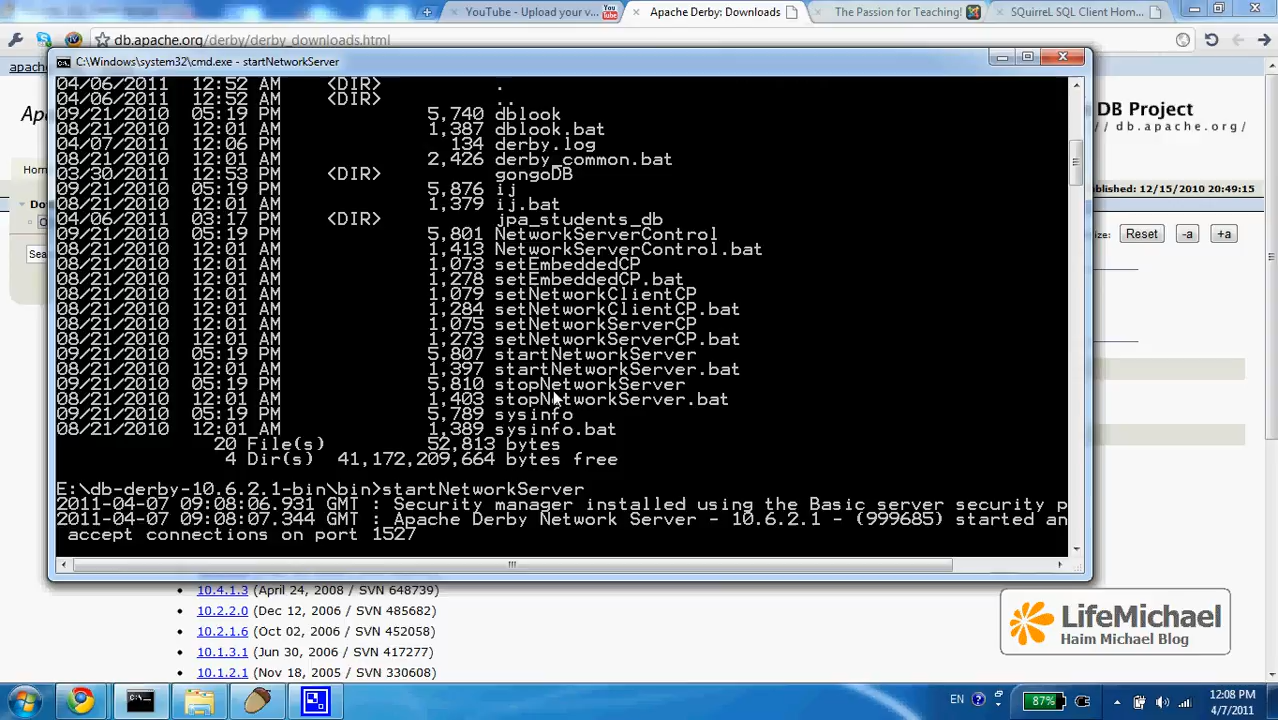 YouTube - Upload your v...
Apache Derby: Downloads
The Passion for Teaching!
SQuirreL SQL Client Hom...
db.apache.org/derby/derby_downloads.html
C:\Windows\system32\cmd.exe - startNetworkServer
04/06/2011  12:52 AM    <DIR>          .
04/06/2011  12:52 AM    <DIR>          ..
09/21/2010  05:19 PM             5,740 dblook
08/21/2010  12:01 AM             1,387 dblook.bat
04/07/2011  12:06 PM               134 derby.log
08/21/2010  12:01 AM             2,426 derby_common.bat
03/30/2011  12:53 PM    <DIR>          gongoDB
09/21/2010  05:19 PM             5,876 ij
08/21/2010  12:01 AM             1,379 ij.bat
04/06/2011  03:17 PM    <DIR>          jpa_students_db
09/21/2010  05:19 PM             5,801 NetworkServerControl
08/21/2010  12:01 AM             1,413 NetworkServerControl.bat
08/21/2010  12:01 AM             1,073 setEmbeddedCP
08/21/2010  12:01 AM             1,278 setEmbeddedCP.bat
08/21/2010  12:01 AM             1,079 setNetworkClientCP
08/21/2010  12:01 AM             1,284 setNetworkClientCP.bat
08/21/2010  12:01 AM             1,075 setNetworkServerCP
08/21/2010  12:01 AM             1,273 setNetworkServerCP.bat
09/21/2010  05:19 PM             5,807 startNetworkServer
08/21/2010  12:01 AM             1,397 startNetworkServer.bat
09/21/2010  05:19 PM             5,810 stopNetworkServer
08/21/2010  12:01 AM             1,403 stopNetworkServer.bat
09/21/2010  05:19 PM             5,789 sysinfo
08/21/2010  12:01 AM             1,389 sysinfo.bat
20 File(s)         52,813 bytes
4 Dir(s)  41,172,209,664 bytes free
E:\db-derby-10.6.2.1-bin\bin>startNetworkServer
2011-04-07 09:08:06.931 GMT : Security manager installed using the Basic server security p
2011-04-07 09:08:07.344 GMT : Apache Derby Network Server - 10.6.2.1 - (999685) started an
accept connections on port 1527
apach
Ap
DB Project
// db.apache.org/
Hom
ublished: 12/15/2010 20:49:15
Do
Sea
ize:
Reset
-a
+a
10.4.1.3 (April 24, 2008 / SVN 648739)
10.2.2.0 (Dec 12, 2006 / SVN 485682)
10.2.1.6 (Oct 02, 2006 / SVN 452058)
10.1.3.1 (Jun 30, 2006 / SVN 417277)
10.1.2.1 (Nov 18, 2005 / SVN 330608)
LifeMichael
Haim Michael Blog
EN
87%
12:08 PM
4/7/2011